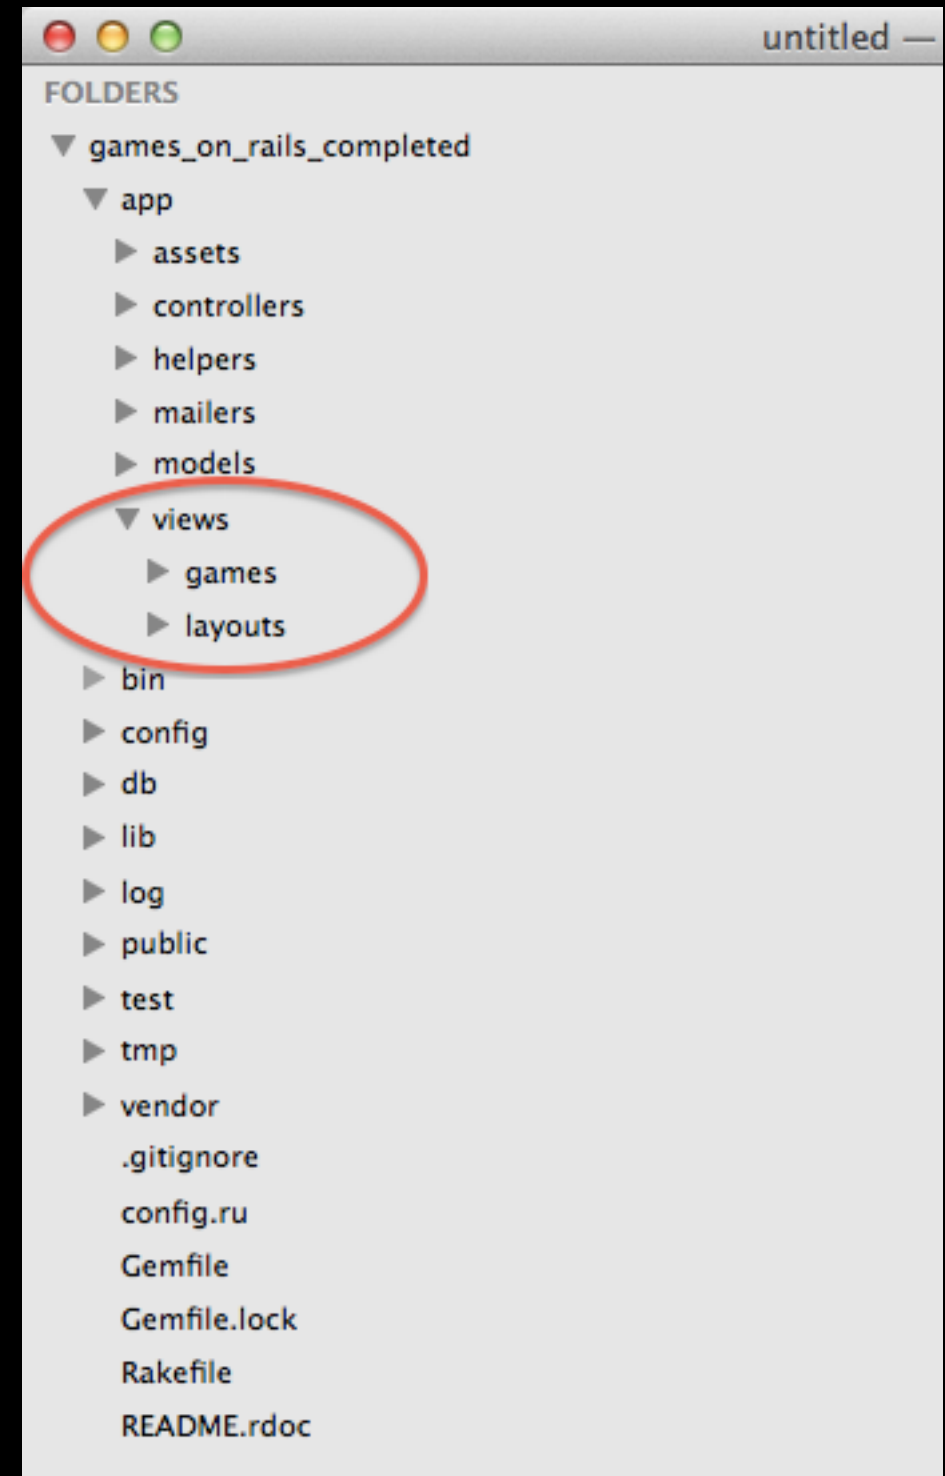 untitled —
FOLDERS
games_on_rails_completed
app
assets
controllers
helpers
mailers
models
views
games
layouts
bin
config
db
lib
log
public
test
tmp
vendor
.gitignore
config.ru
Gemfile
Gemfile.lock
Rakefile
README.rdoc